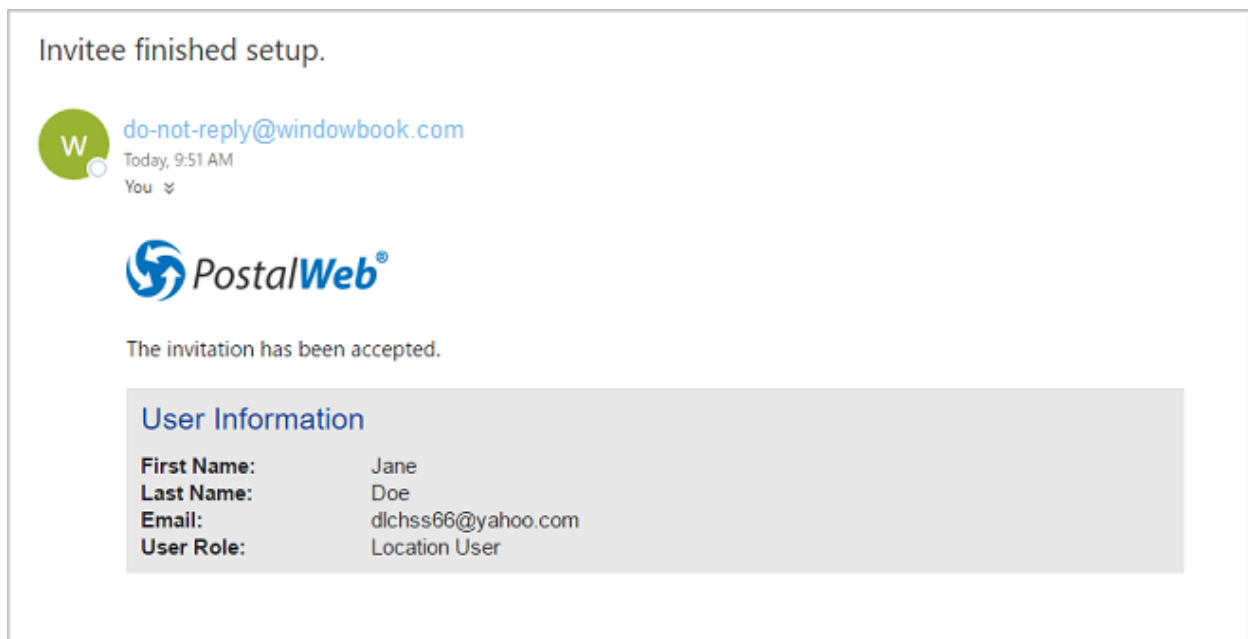 Invitee finished setup.
W
do-not-reply@windowbook.com
Today, 9:51 AM
You
PostalWeb®
The invitation has been accepted.
User Information
First Name: Jane
Last Name: Doe
Email: dlchss66@yahoo.com
User Role: Location User